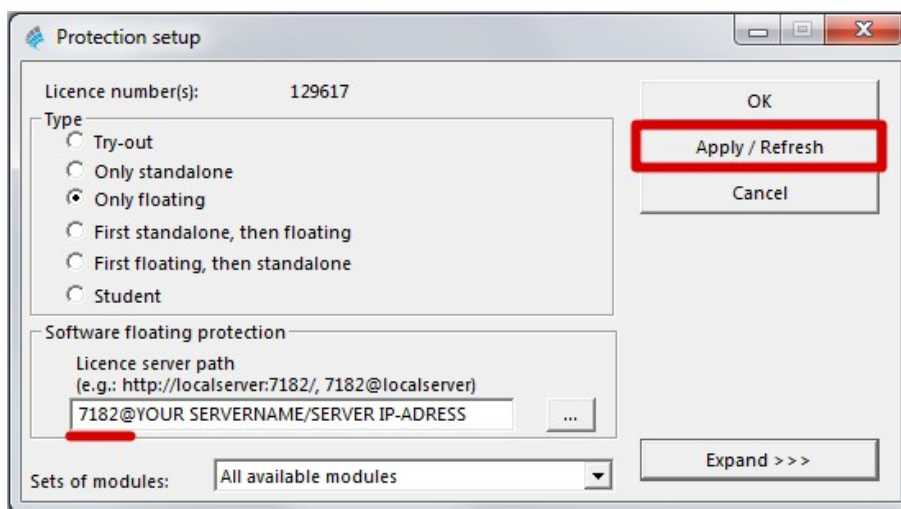 Protection setup
Licence number(s): 129617
Type
Try-out
Only standalone
Only floating
First standalone, then floating
First floating, then standalone
Student
Software floating protection
Licence server path
(e.g.: http://localserver:7182/, 7182@localserver)
7182@YOUR SERVERNAME/SERVER IP-ADRESS
...
Sets of modules: All available modules
OK
Apply / Refresh
Cancel
Expand >>>